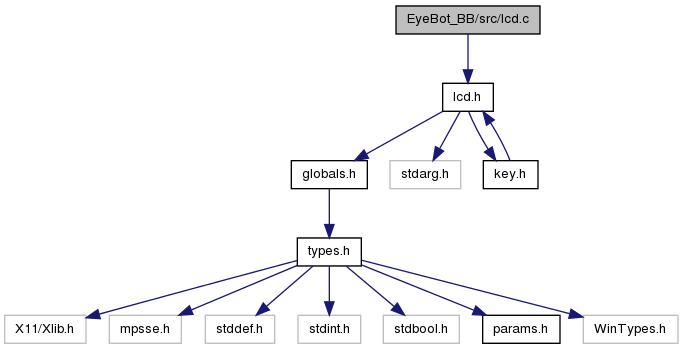 EyeBot_BB/src/lcd.c
lcd.h
globals.h
stdarg.h
key.h
types.h
X11/Xlib.h
mpsse.h
stddef.h
stdint.h
stdbool.h
params.h
WinTypes.h